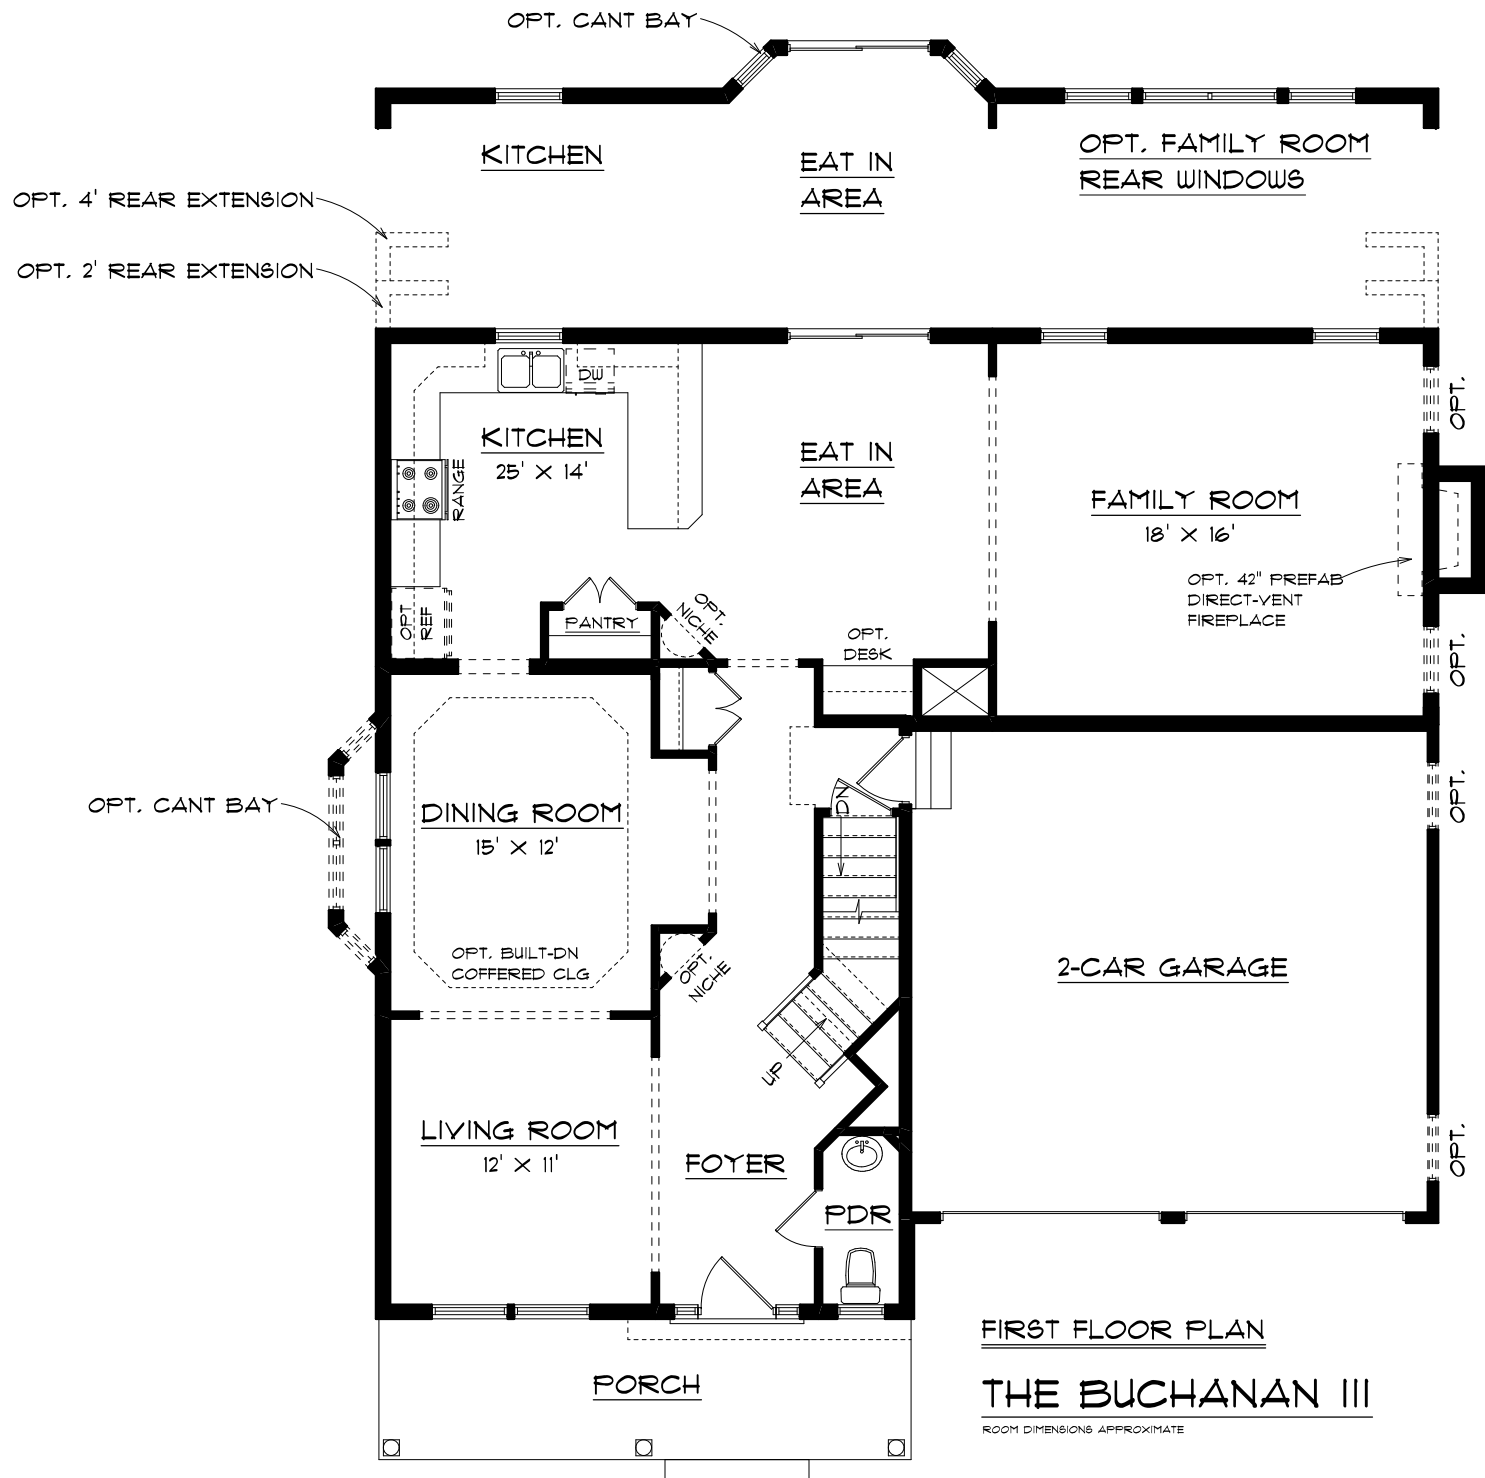 OPT. CANT BAY
KITCHEN
EAT IN
AREA
OPT. FAMILY ROOM
REAR WINDOWS
OPT. 4' REAR EXTENSION
OPT. 2' REAR EXTENSION
DW
KITCHEN
25' X 14'
RANGE
EAT IN
AREA
OPT.
FAMILY ROOM
18' X 16'
OPT. 42" PREFAB
DIRECT-VENT
FIREPLACE
OPT
REF
PANTRY
OPT.
NICHE
OPT.
DESK
OPT.
OPT. CANT BAY
DINING ROOM
15' X 12'
DN
OPT.
OPT. BUILT-DN
COFFERED CLG
OPT.
NICHE
2-CAR GARAGE
UP
LIVING ROOM
12' X 11'
FOYER
PDR
OPT.
FIRST FLOOR PLAN
PORCH
THE BUCHANAN III
ROOM DIMENSIONS APPROXIMATE